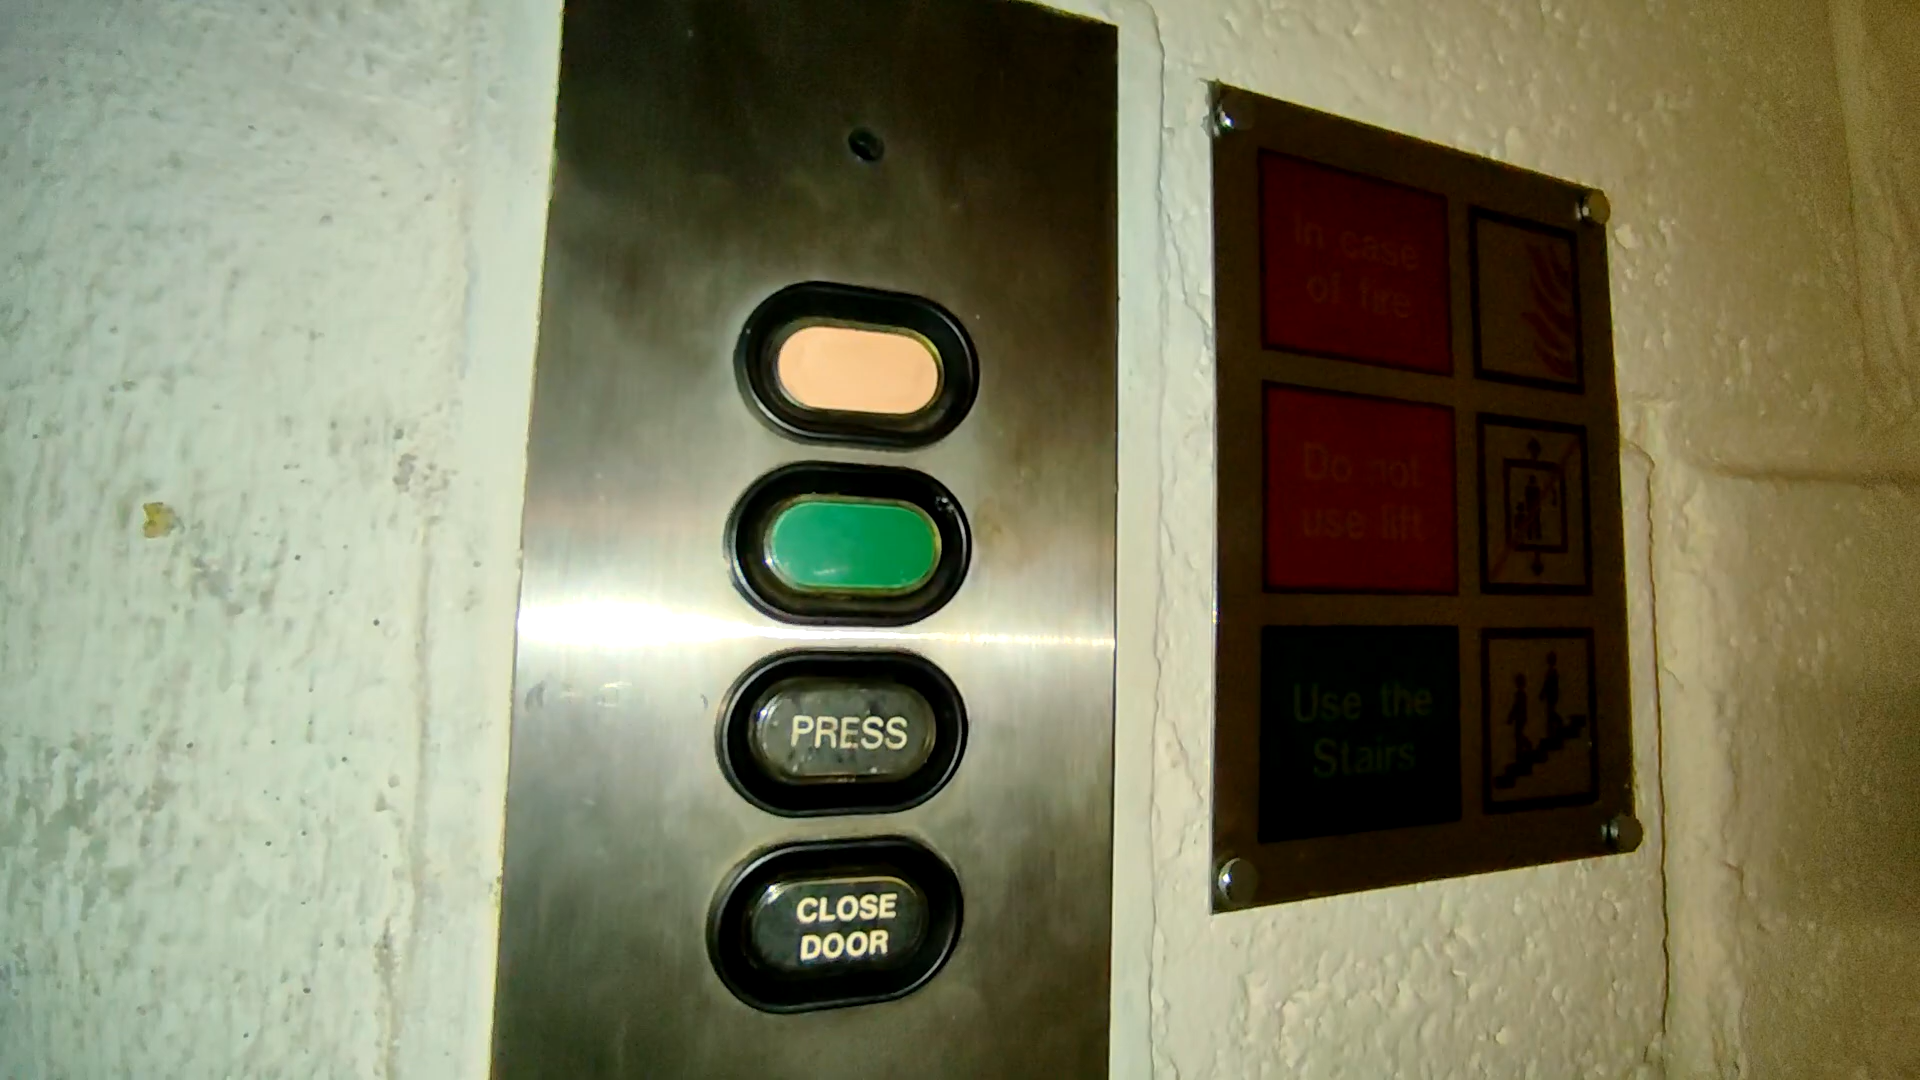 PRESS
CLOSE
DOOR
In case
of fire
Do not
use lift
Use the
Stairs